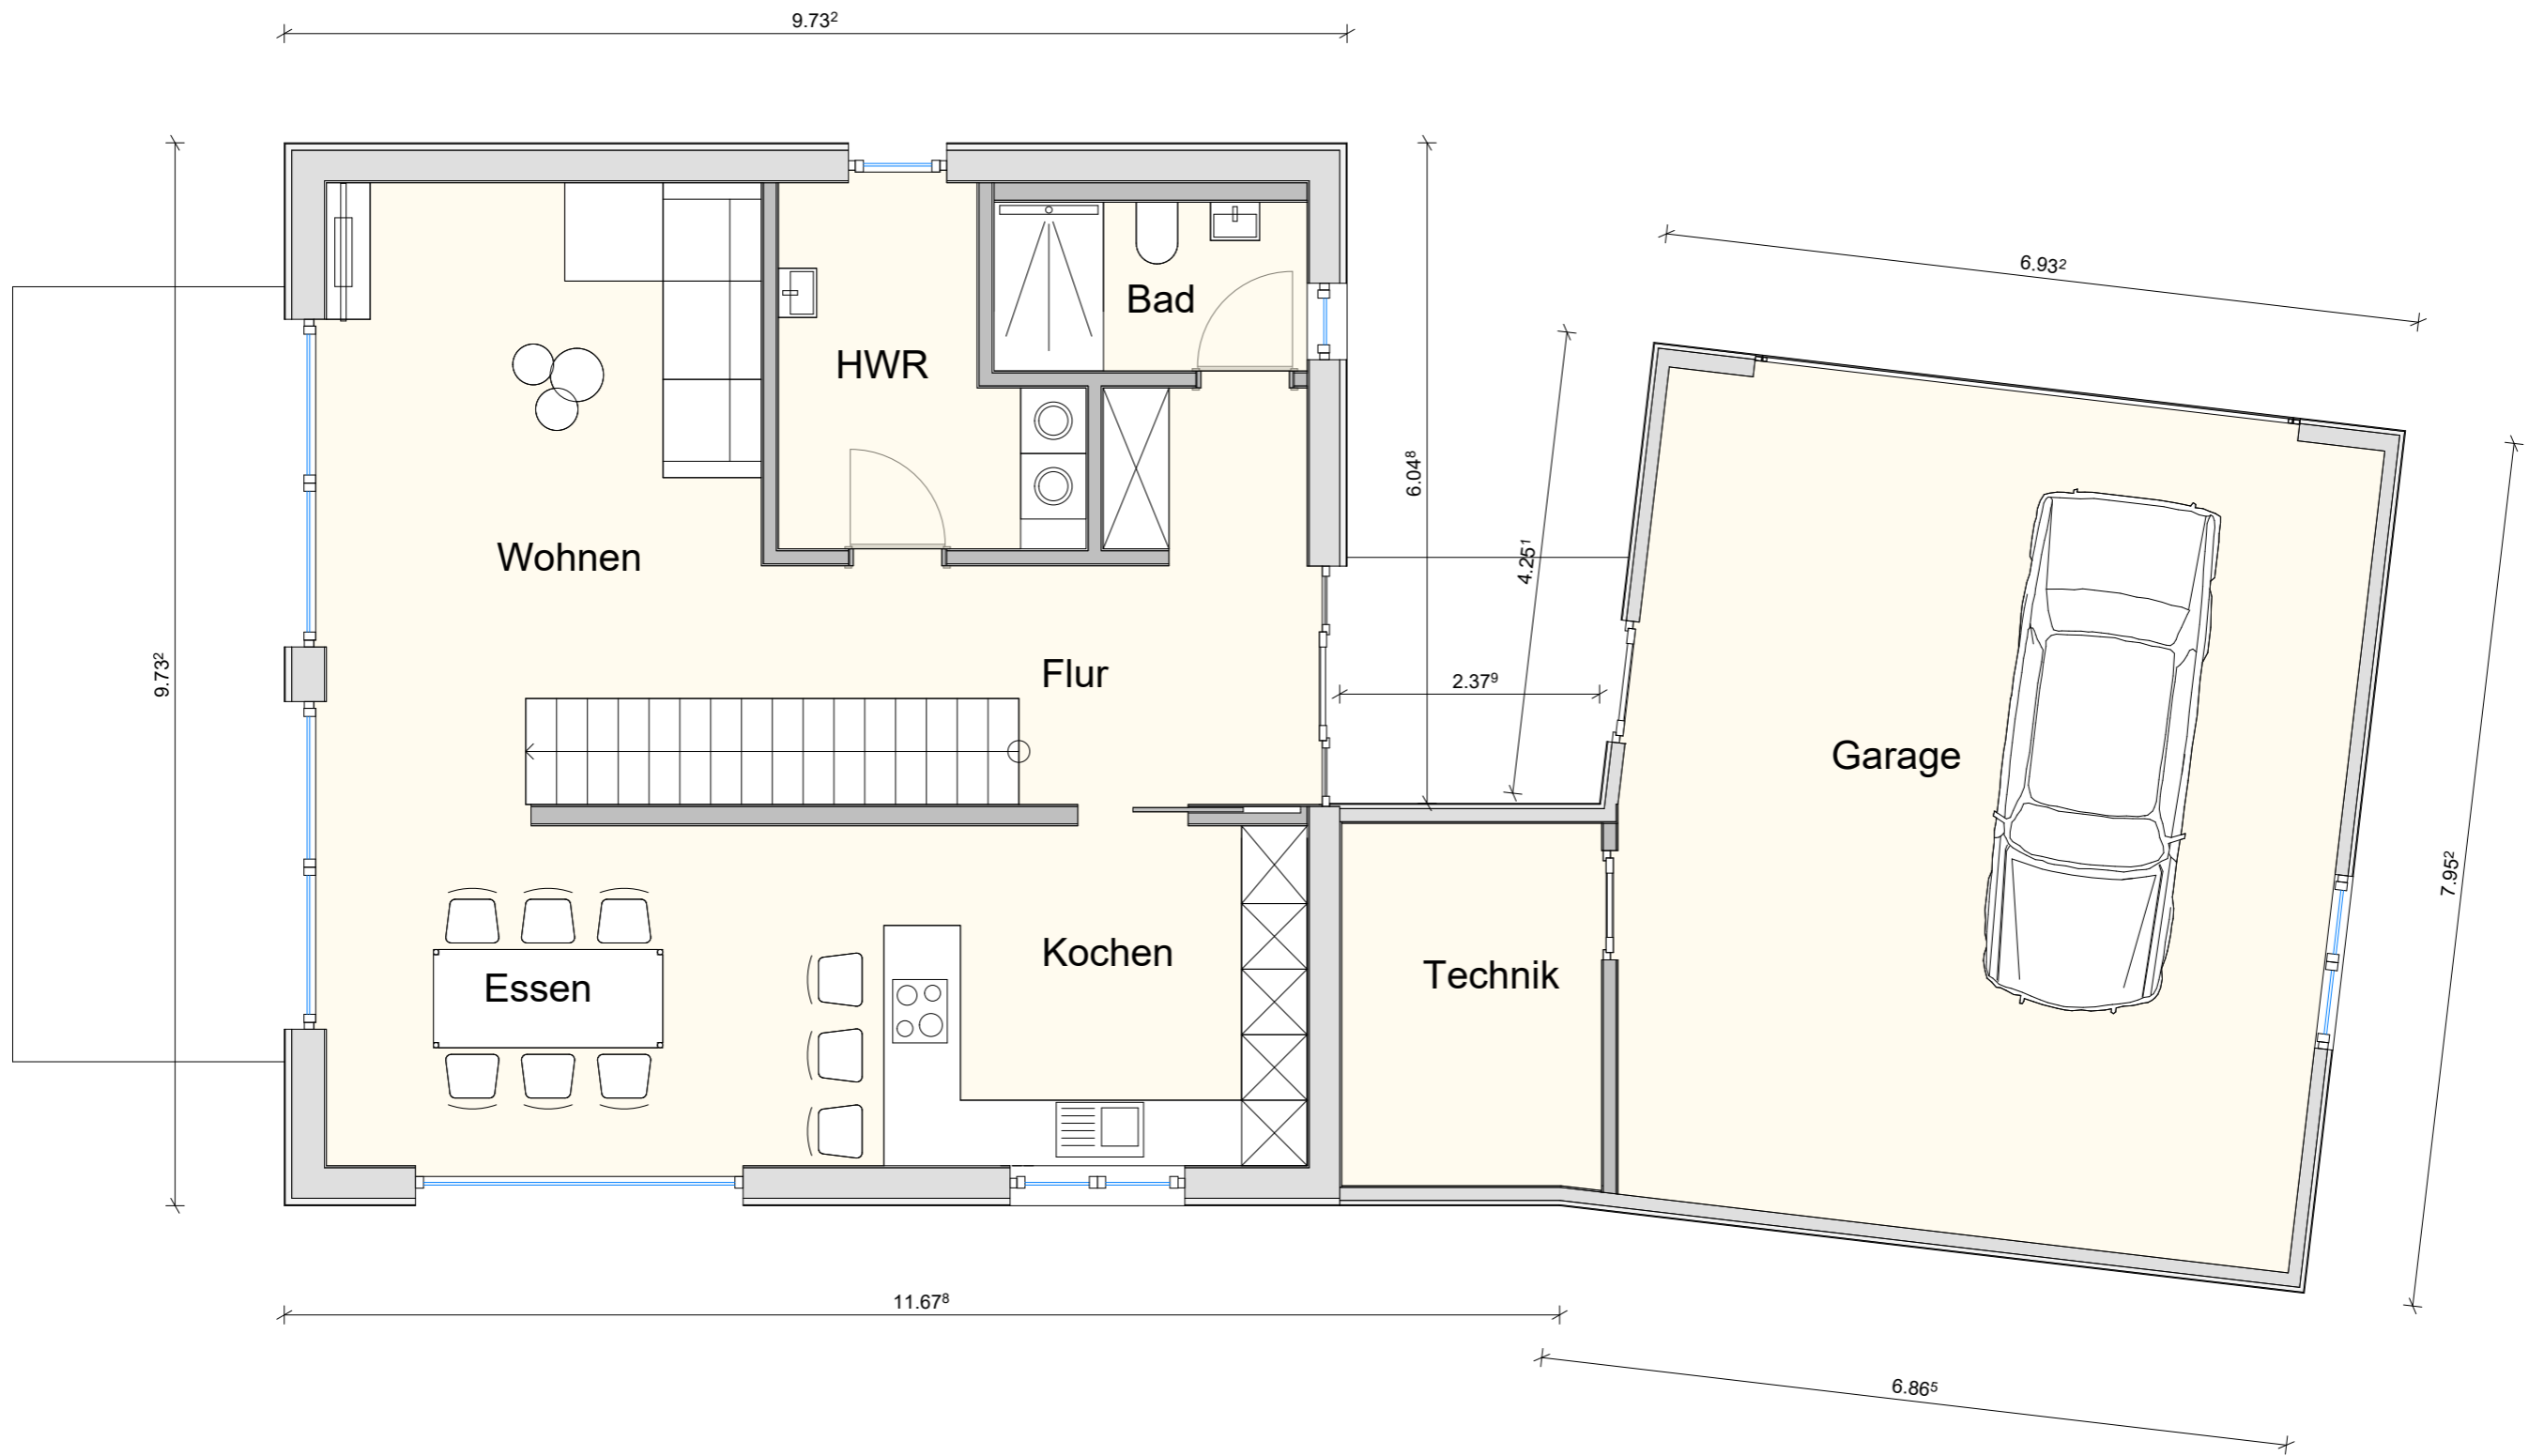 9.73²
6.93²
Bad
HWR
6.04⁸
4.25¹
Wohnen
9.73²
Flur
2.37⁹
Garage
7.95²
Kochen
Technik
Essen
11.67⁸
6.86⁵